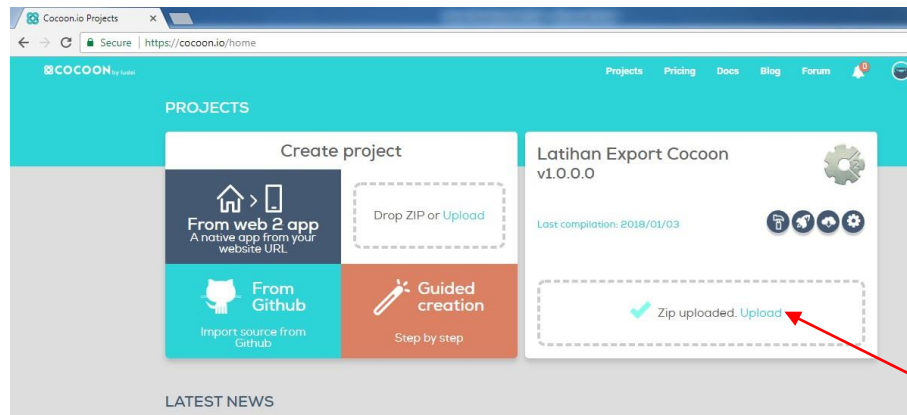 Cocoon.io Projects
Secure https://cocoon.io/home
COCOON by ludei
Projects Pricing Docs Blog Forum 0
PROJECTS
Create project
From web 2 app
A native app from your
website URL
Drop ZIP or Upload
From
Github
Import source from
Github
Guided
creation
Step by step
Latihan Export Cocoon
v1.0.0.0
Last compilation: 2018/01/03
Zip uploaded. Upload
LATEST NEWS